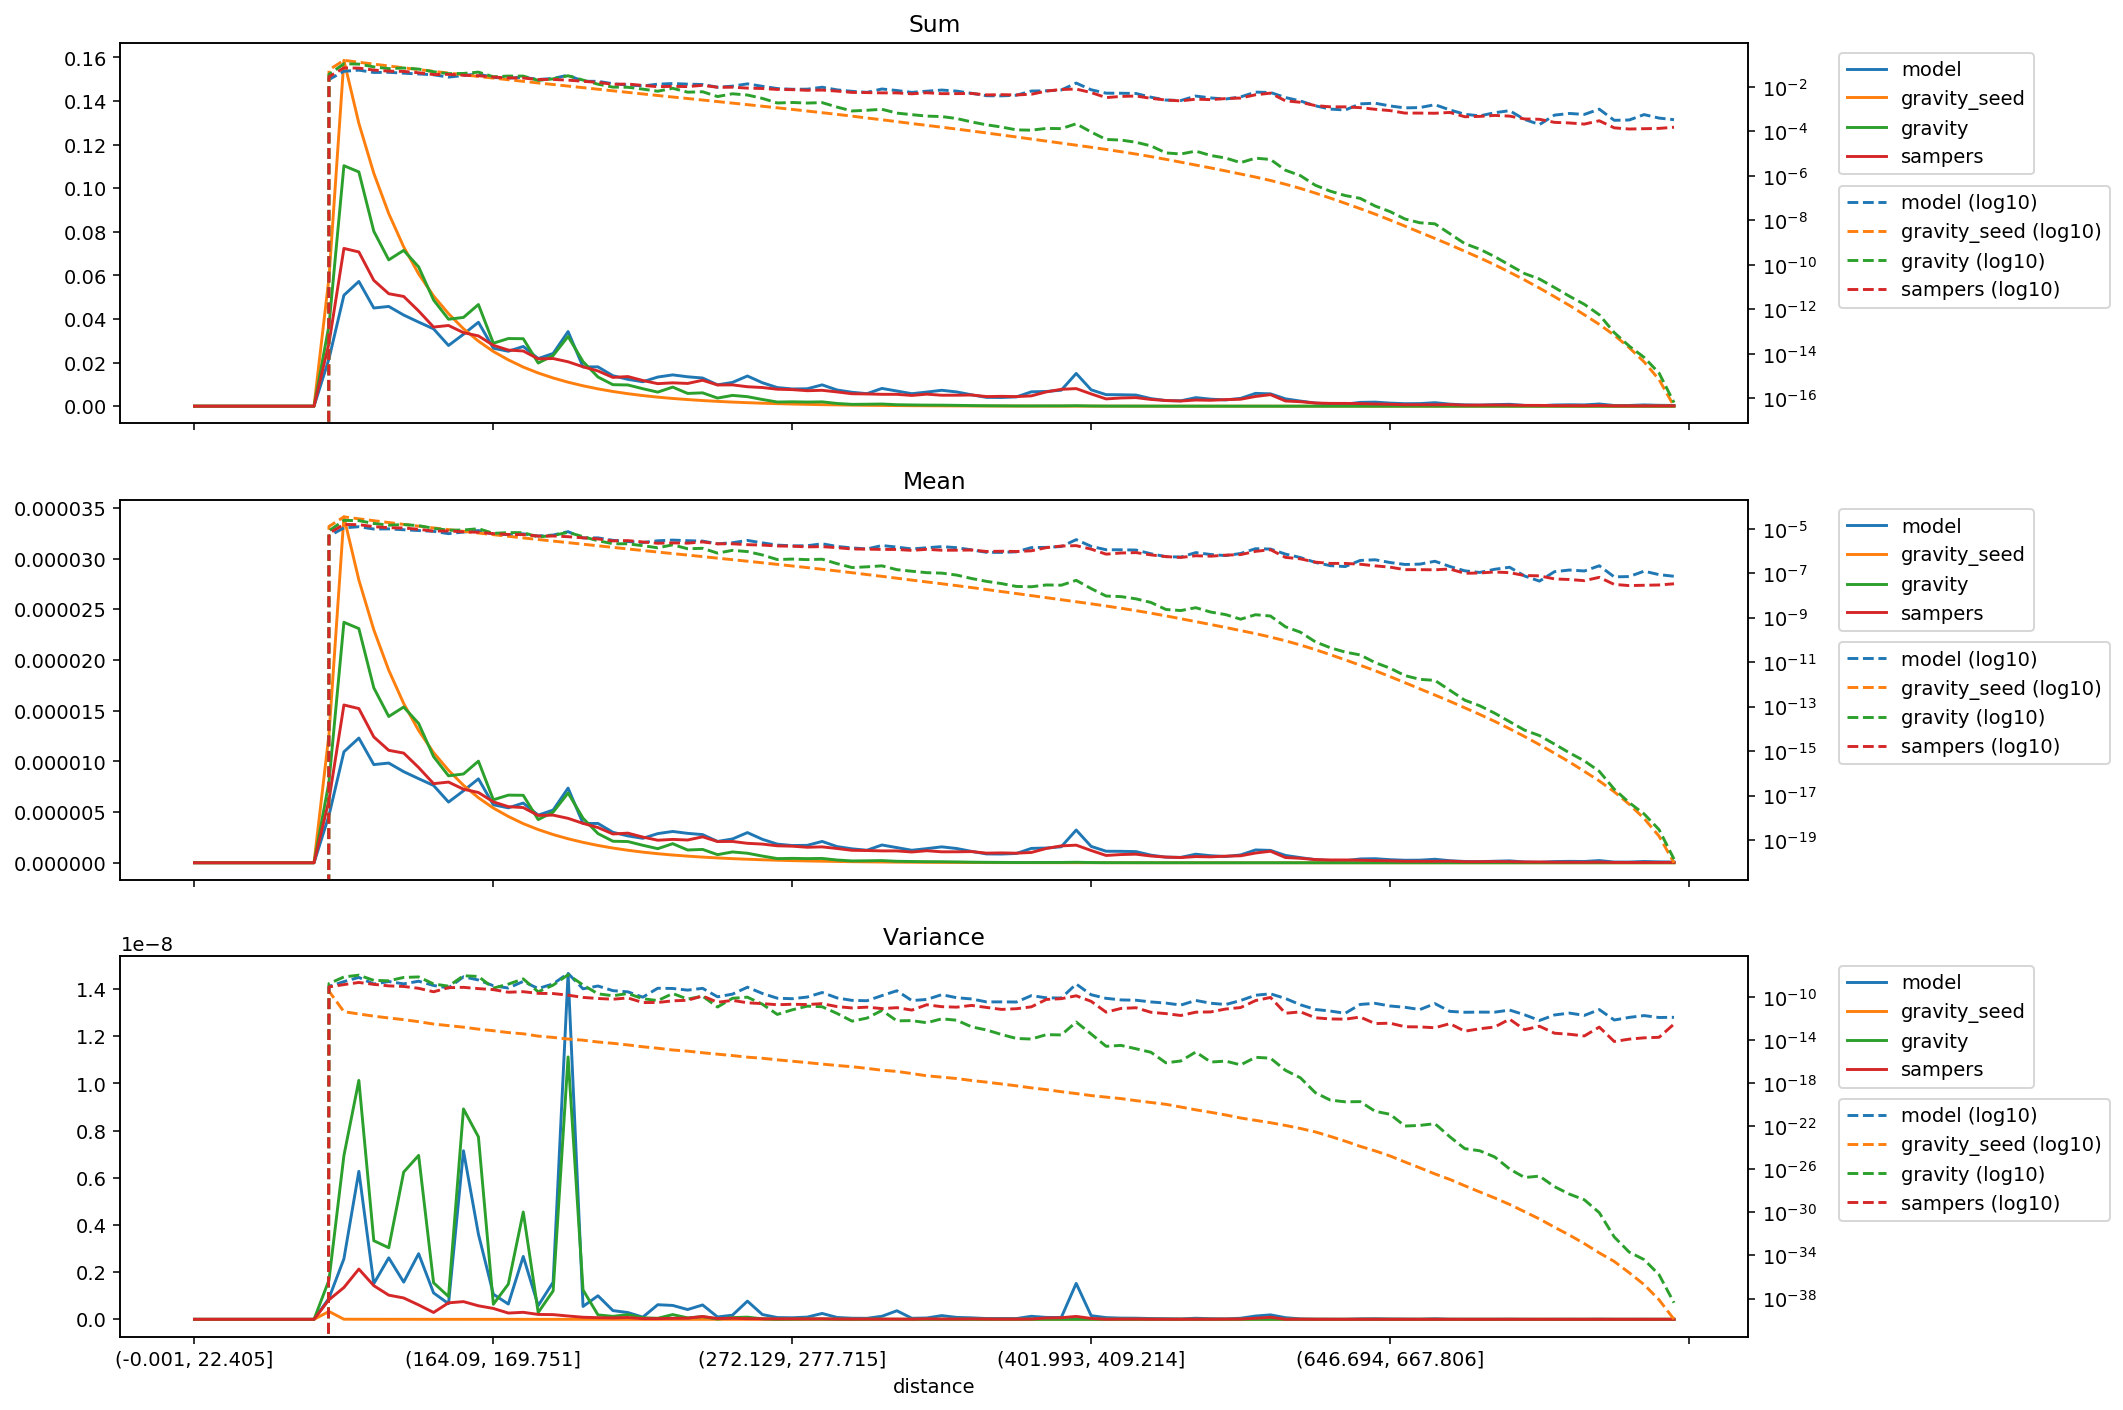 Sum
0.16
0.14
0.12
0.10
0.08
0.06
0.04
0.02
0.00
10⁻²
10⁻⁴
10⁻⁶
10⁻⁸
10⁻¹⁰
10⁻¹²
10⁻¹⁴
10⁻¹⁶
model
gravity_seed
gravity
sampers
model (log10)
gravity_seed (log10)
gravity (log10)
sampers (log10)
Mean
0.000035
0.000030
0.000025
0.000020
0.000015
0.000010
0.000005
0.000000
10⁻⁵
10⁻⁷
10⁻⁹
10⁻¹¹
10⁻¹³
10⁻¹⁵
10⁻¹⁷
10⁻¹⁹
model
gravity_seed
gravity
sampers
model (log10)
gravity_seed (log10)
gravity (log10)
sampers (log10)
Variance
1e−8
1.4
1.2
1.0
0.8
0.6
0.4
0.2
0.0
10⁻¹⁰
10⁻¹⁴
10⁻¹⁸
10⁻²²
10⁻²⁶
10⁻³⁰
10⁻³⁴
10⁻³⁸
model
gravity_seed
gravity
sampers
model (log10)
gravity_seed (log10)
gravity (log10)
sampers (log10)
(-0.001, 22.405] (164.09, 169.751] (272.129, 277.715] (401.993, 409.214] (646.694, 667.806]
distance